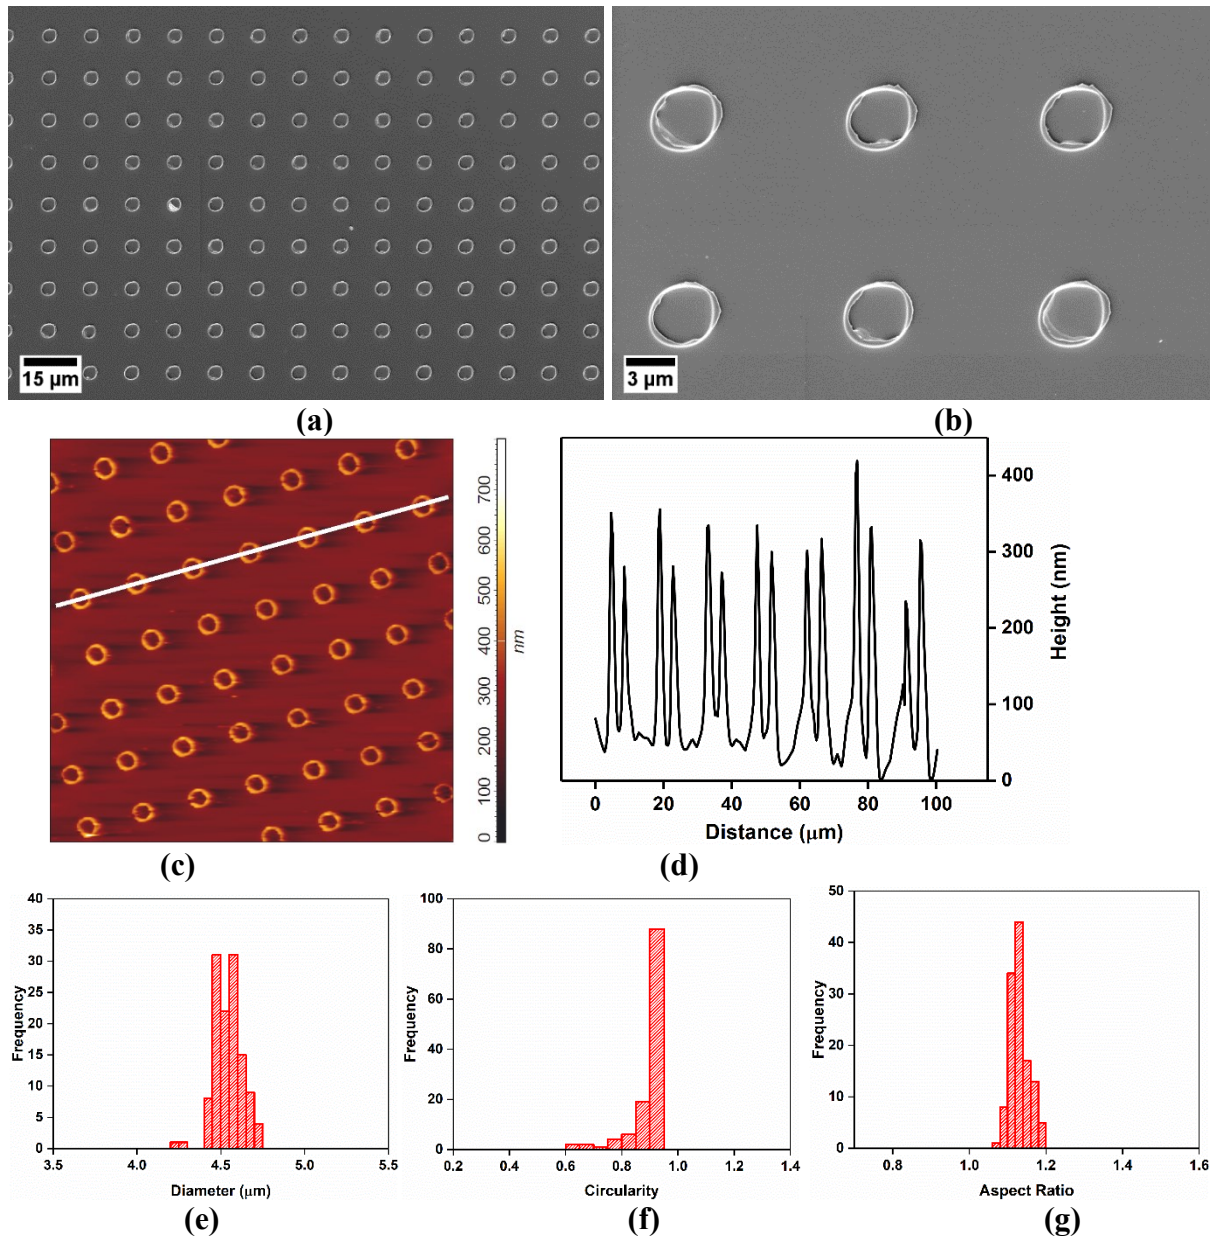 15 µm
3 µm
(a)
(b)
0 100 200 300 400 500 600 700
nm
400
300
200
100
0
Height (nm)
0 20 40 60 80 100
Distance (µm)
(c)
(d)
40
35
30
25
20
15
10
5
0
Frequency
3.5 4.0 4.5 5.0 5.5
Diameter (µm)
100
80
60
40
20
0
Frequency
0.2 0.4 0.6 0.8 1.0 1.2 1.4
Circularity
50
40
30
20
10
0
Frequency
0.8 1.0 1.2 1.4 1.6
Aspect Ratio
(e)
(f)
(g)